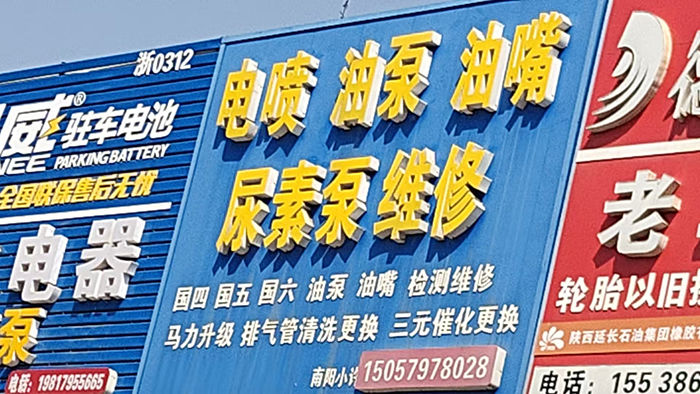 浙0312
威®驻车电池
NEE PARKING BATTERY
全国联保售后无忧
电器
泵
电话：19817955665
电喷 油泵 油嘴
尿素泵维修
国四 国五 国六 油泵 油嘴 检测维修
马力升级 排气管清洗更换 三元催化更换
南阳小许 15057978028
老
轮胎以旧
陕西延长石油集团橡胶
电话：155386